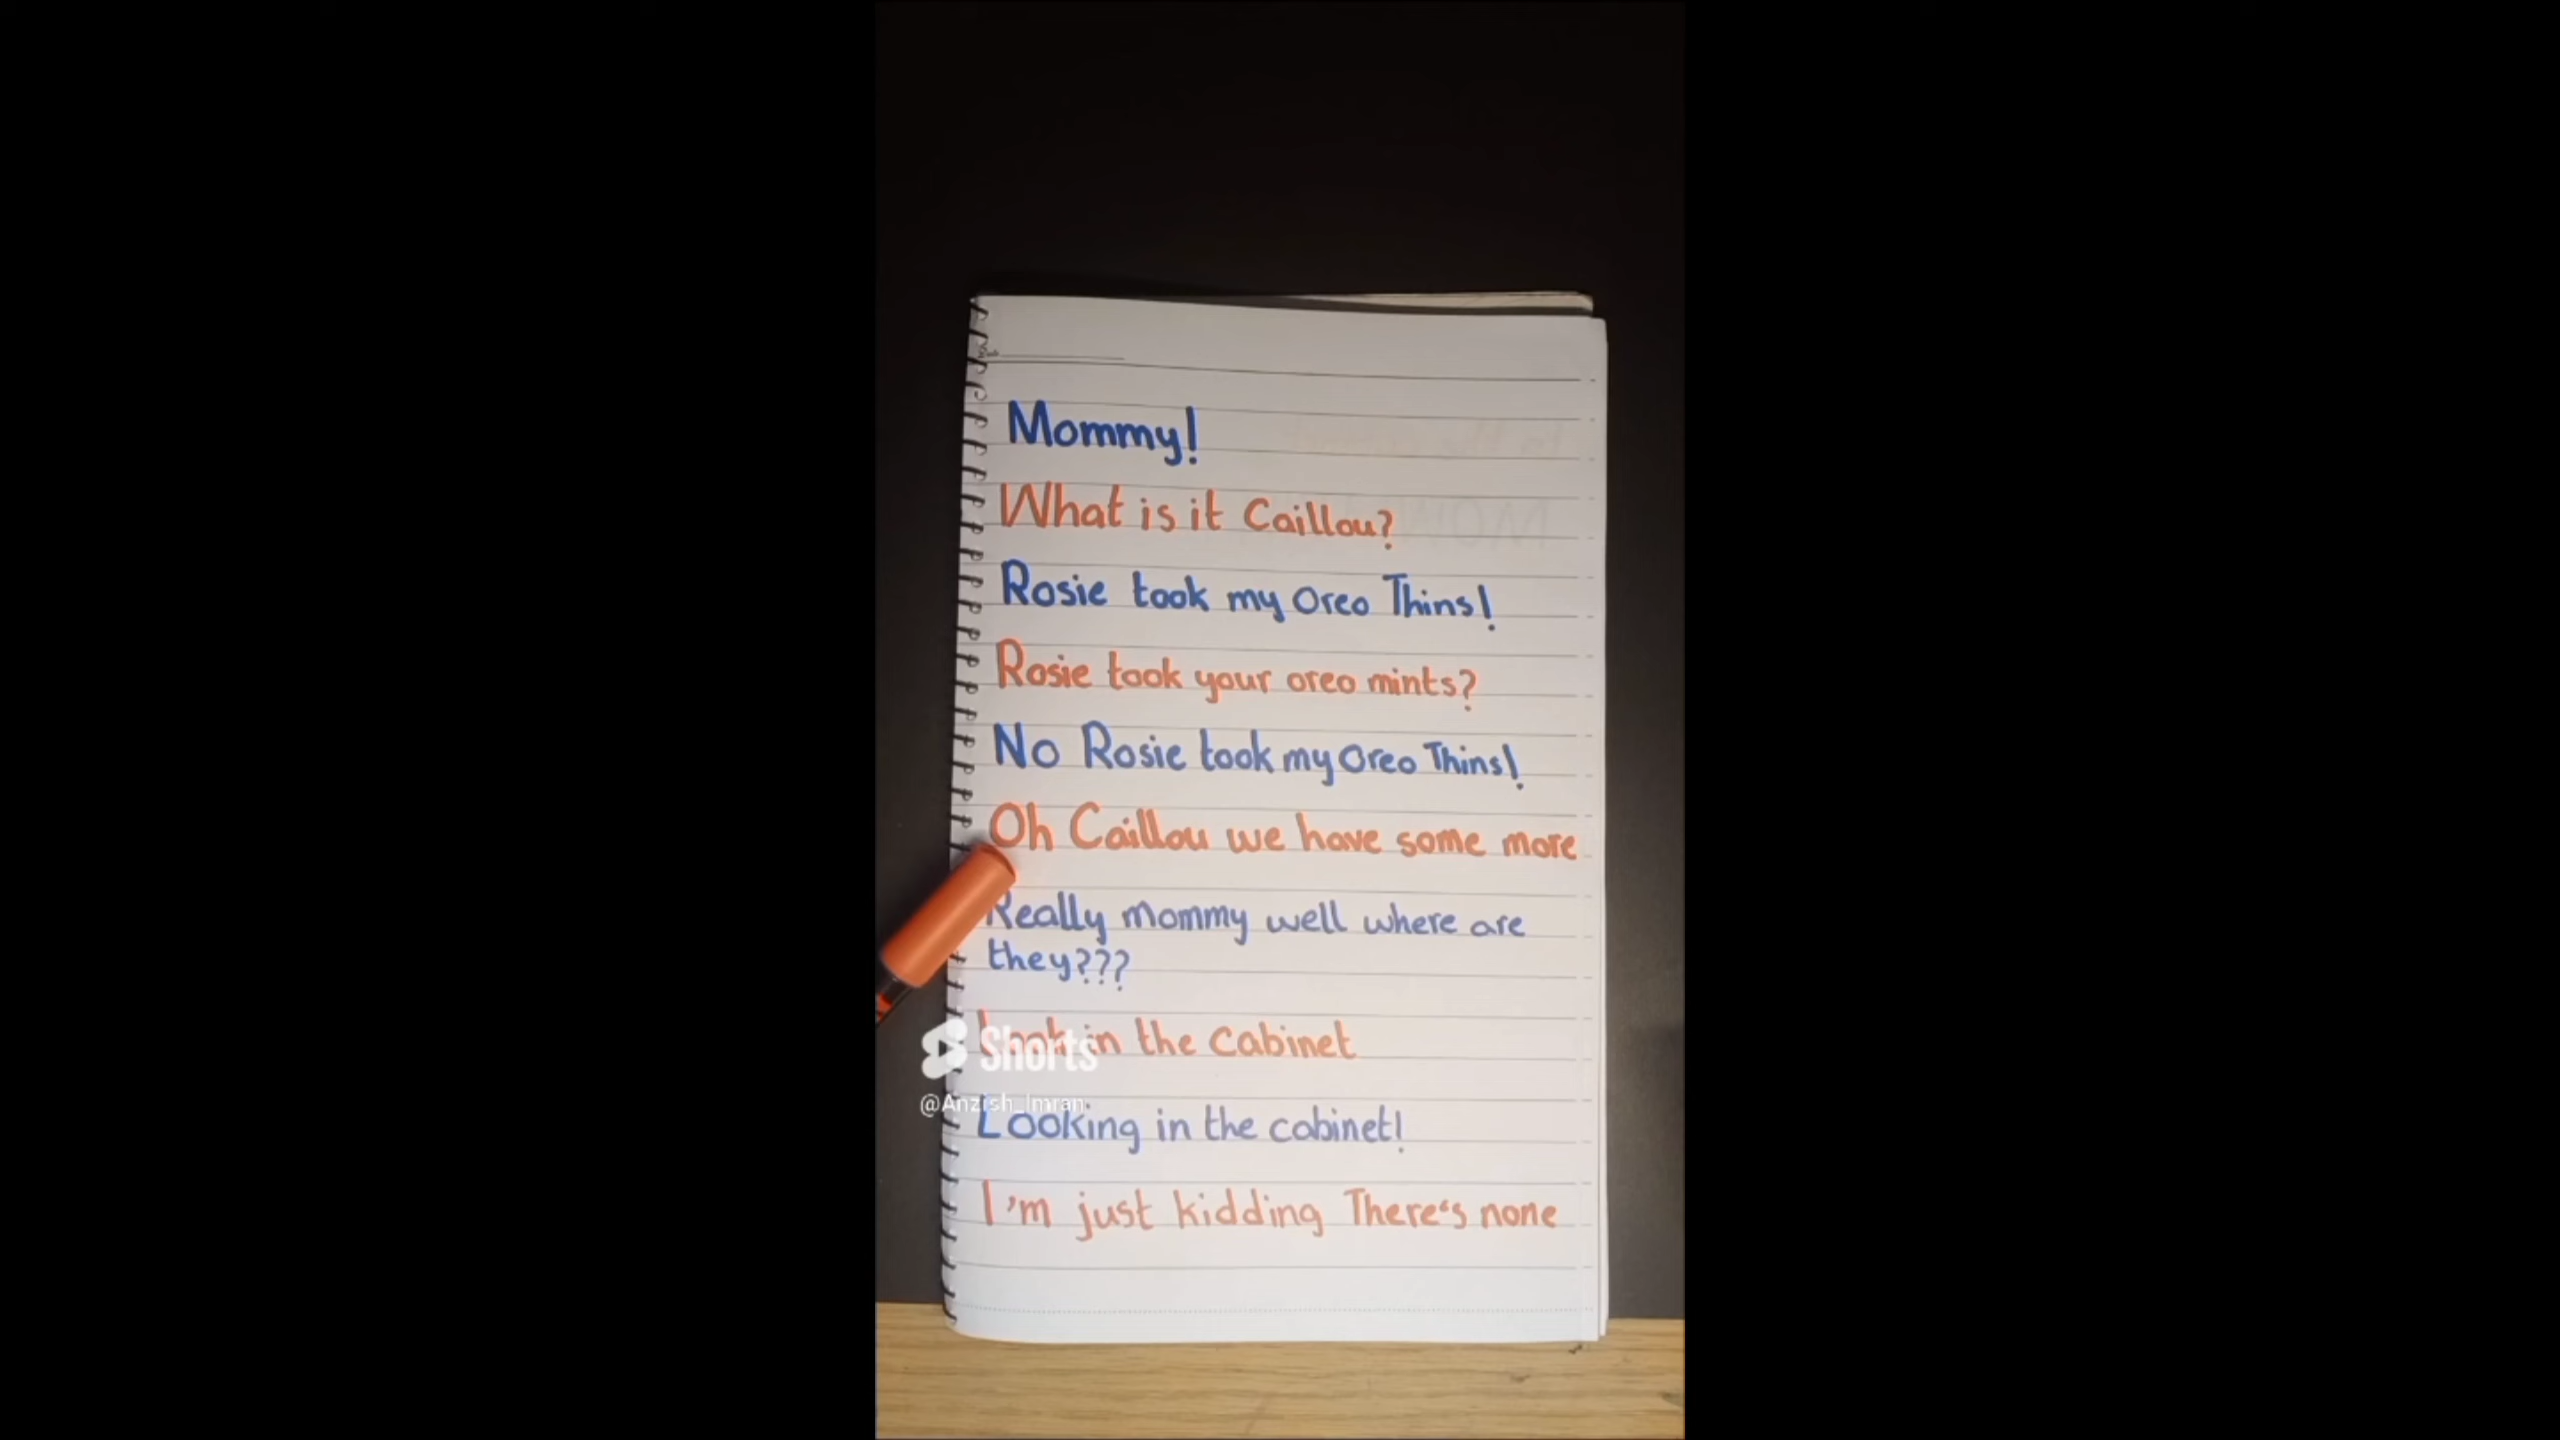 Mommy!
What is it Caillou?
Rosie took my Oreo Thins!
Rosie took your oreo mints?
No Rosie took my Oreo Thins!
Oh Caillou we have some more
Really mommy well where are
they???
Look in the cabinet
Shorts
@Anzish_Imran
Looking in the cabinet!
I'm just kidding There's none